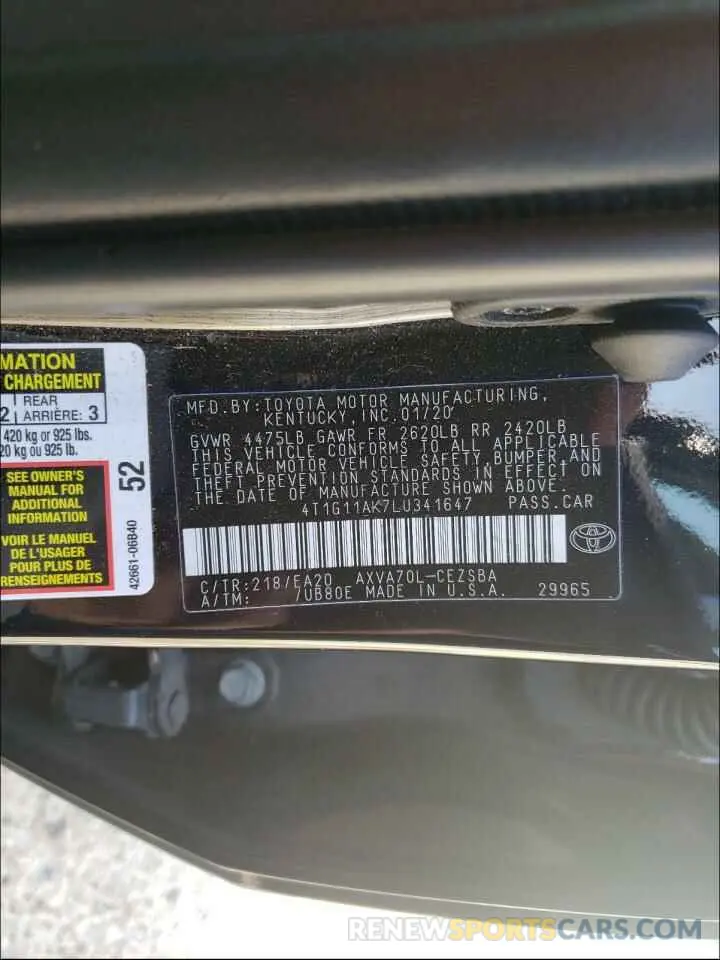 MATION
CHARGEMENT
REAR
2 ARRIÈRE: 3
420 kg or 925 lbs.
20 kg ou 925 lb.
SEE OWNER'S
MANUAL FOR
ADDITIONAL
INFORMATION
VOIR LE MANUEL
DE L'USAGER
POUR PLUS DE
RENSEIGNEMENTS
52
42661-06B40
MFD. BY: TOYOTA MOTOR MANUFACTURING,
KENTUCKY, INC. 01/20
GVWR 4475LB GAWR FR 2620LB RR 2420LB
THIS VEHICLE CONFORMS TO ALL APPLICABLE
FEDERAL MOTOR VEHICLE SAFETY, BUMPER, AND
THEFT PREVENTION STANDARDS IN EFFECT ON
THE DATE OF MANUFACTURE SHOWN ABOVE.
4T1G11AK7LU341647 PASS. CAR
C/TR: 218/EA20 AXVA70L-CEZSBA
A/TM: /UB80E MADE IN U.S.A. 29965
RENEWSPORTSCARS.COM